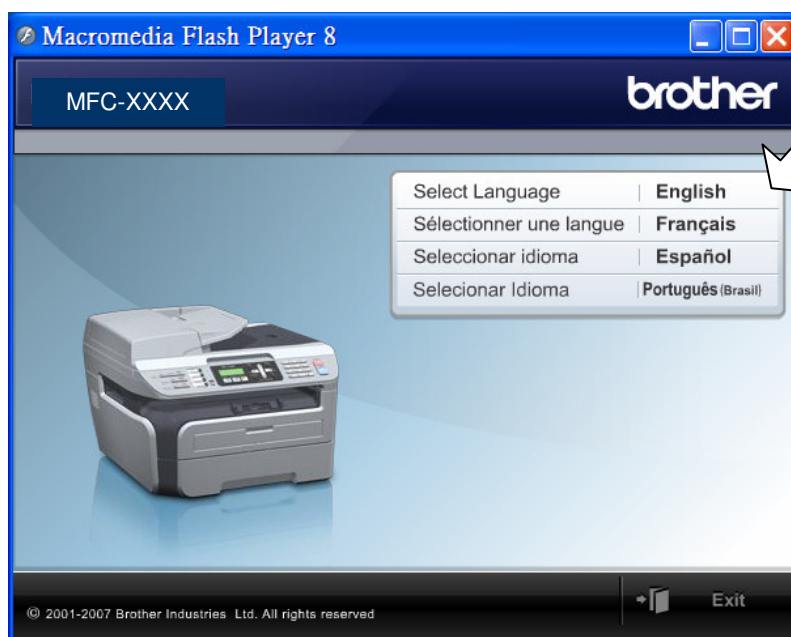 Macromedia Flash Player 8
MFC-XXXX
brother
Select Language | English
Sélectionner une langue | Français
Seleccionar idioma | Español
Selecionar Idioma | Português (Brasil)
© 2001-2007 Brother Industries Ltd. All rights reserved
Exit